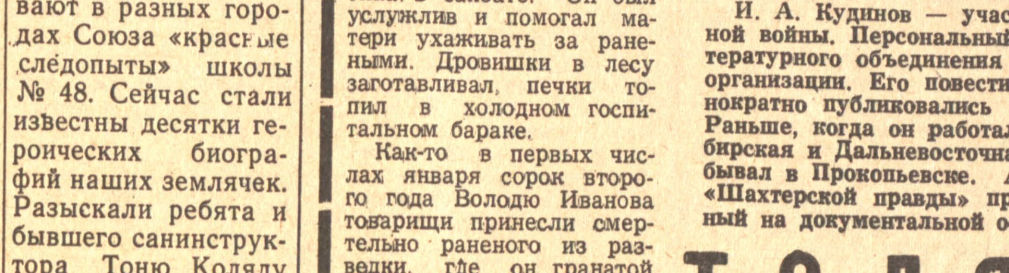 вают в разных горо-
дах Союза «красные
следопыты» школы
№ 48. Сейчас стали
известны десятки ге-
роических биогра-
фий наших землячек.
Разыскали ребята и
бывшего санинструк-
тора Тоню Коляду
услужлив и помогал ма-
тери ухаживать за ране-
ными. Дровишки в лесу
заготавливал, печки то-
пил в холодном госпи-
тальном бараке.
Как-то в первых чис-
лах января сорок второ-
го года Володю Иванова
товарищи принесли смер-
тельно раненого из раз-
ведки, где он гранатой
И. А. Кудинов — учас
ной войны. Персональный
тературного объединения
организации. Его повести
нократно публиковались
Раньше, когда он работал
бирская и Дальневосточна
бывал в Прокопьевске.
«Шахтерской правды» пр
ный на документальной о